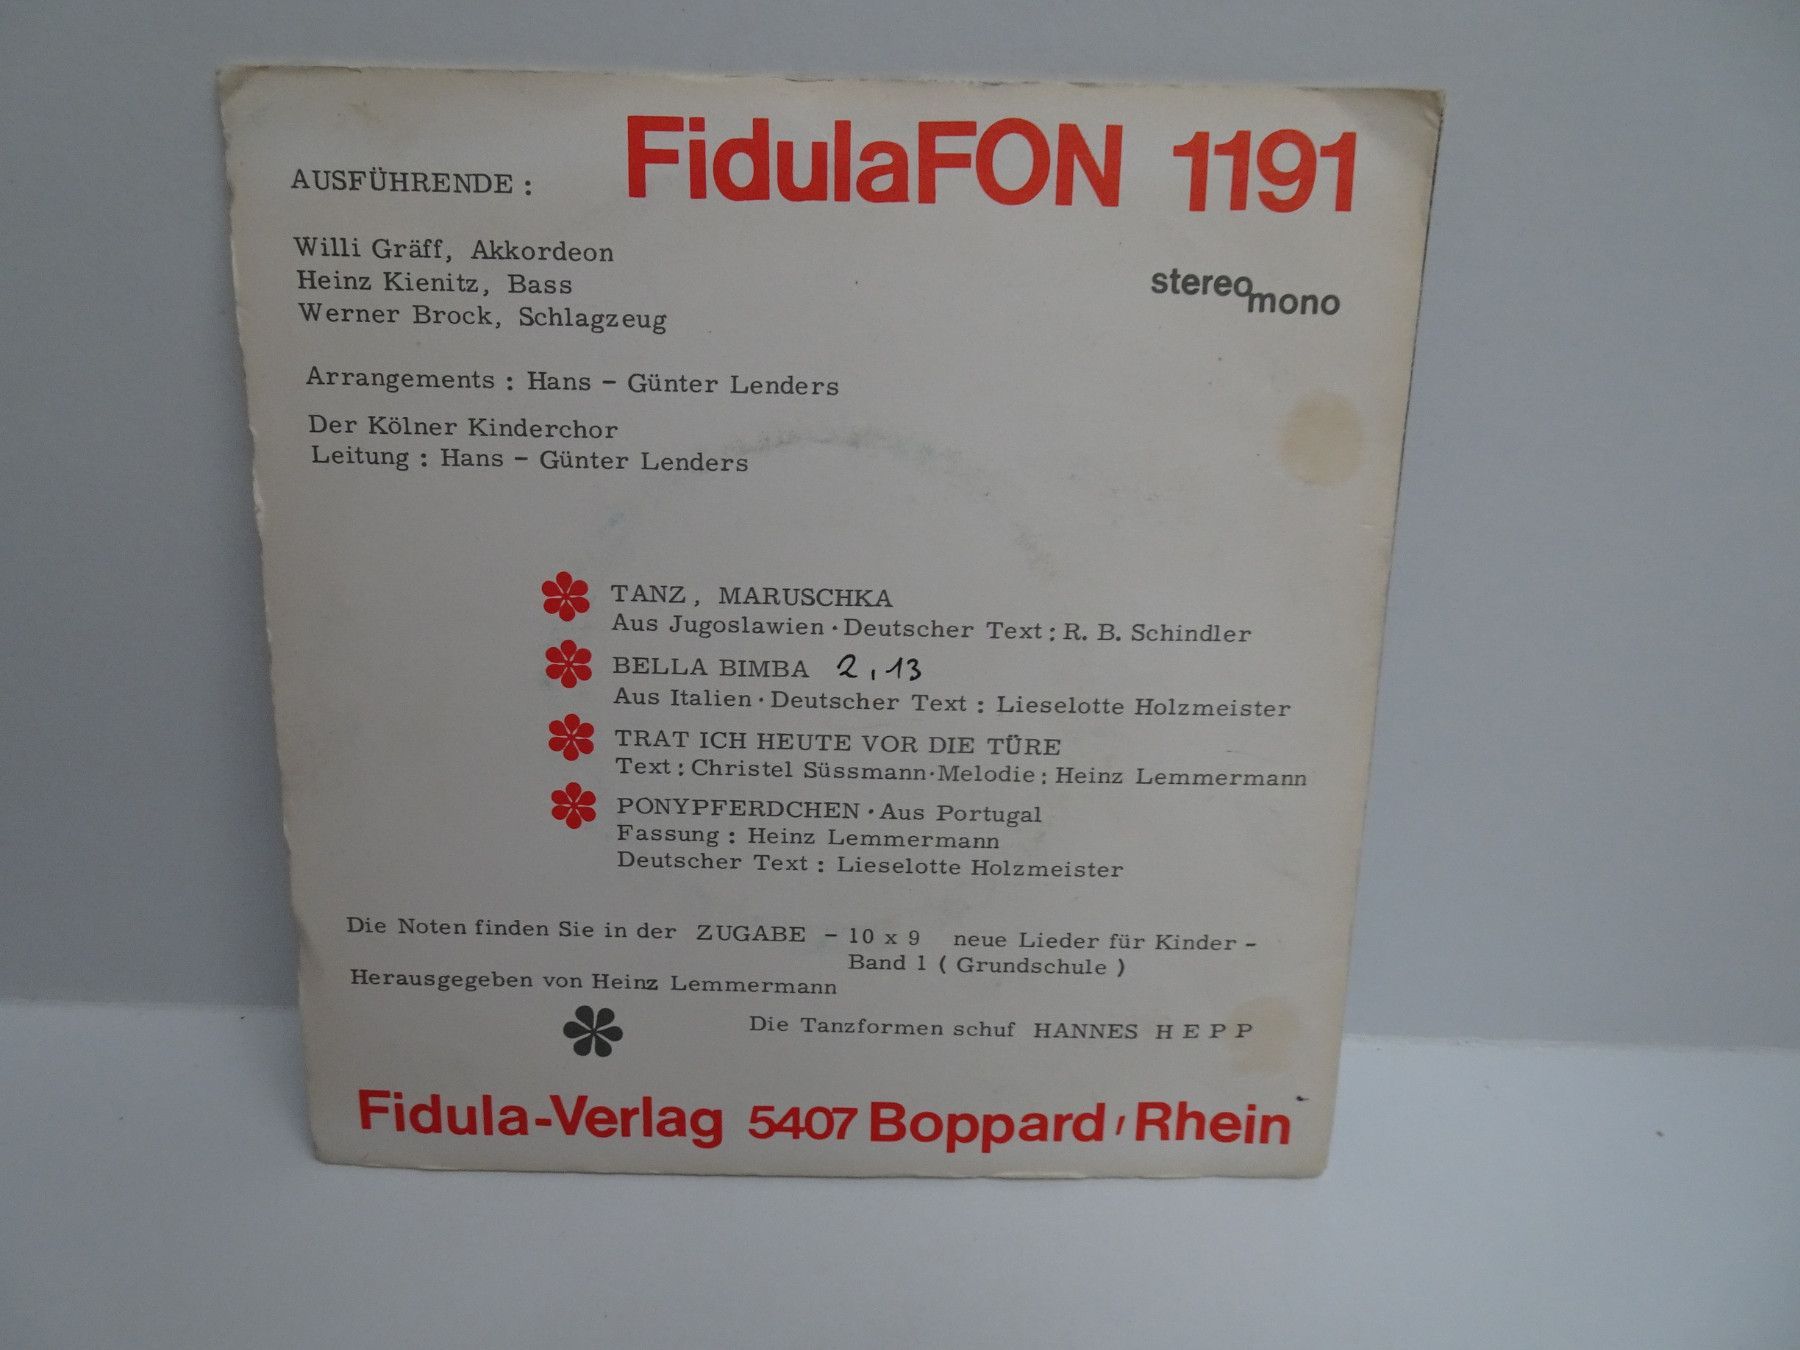 FidulaFON 1191
AUSFÜHRENDE :
Willi Gräff, Akkordeon
Heinz Kienitz, Bass
Werner Brock, Schlagzeug
stereo
mono
Arrangements : Hans - Günter Lenders
Der Kölner Kinderchor
Leitung : Hans - Günter Lenders
TANZ, MARUSCHKA
Aus Jugoslawien · Deutscher Text : R. B. Schindler
BELLA BIMBA 2,13
Aus Italien · Deutscher Text : Lieselotte Holzmeister
TRAT ICH HEUTE VOR DIE TÜRE
Text : Christel Süssmann · Melodie : Heinz Lemmermann
PONYPFERDCHEN · Aus Portugal
Fassung : Heinz Lemmermann
Deutscher Text : Lieselotte Holzmeister
Die Noten finden Sie in der ZUGABE - 10 x 9 neue Lieder für Kinder -
Band 1 ( Grundschule )
Herausgegeben von Heinz Lemmermann
Die Tanzformen schuf HANNES H E P P
Fidula-Verlag 5407 Boppard / Rhein